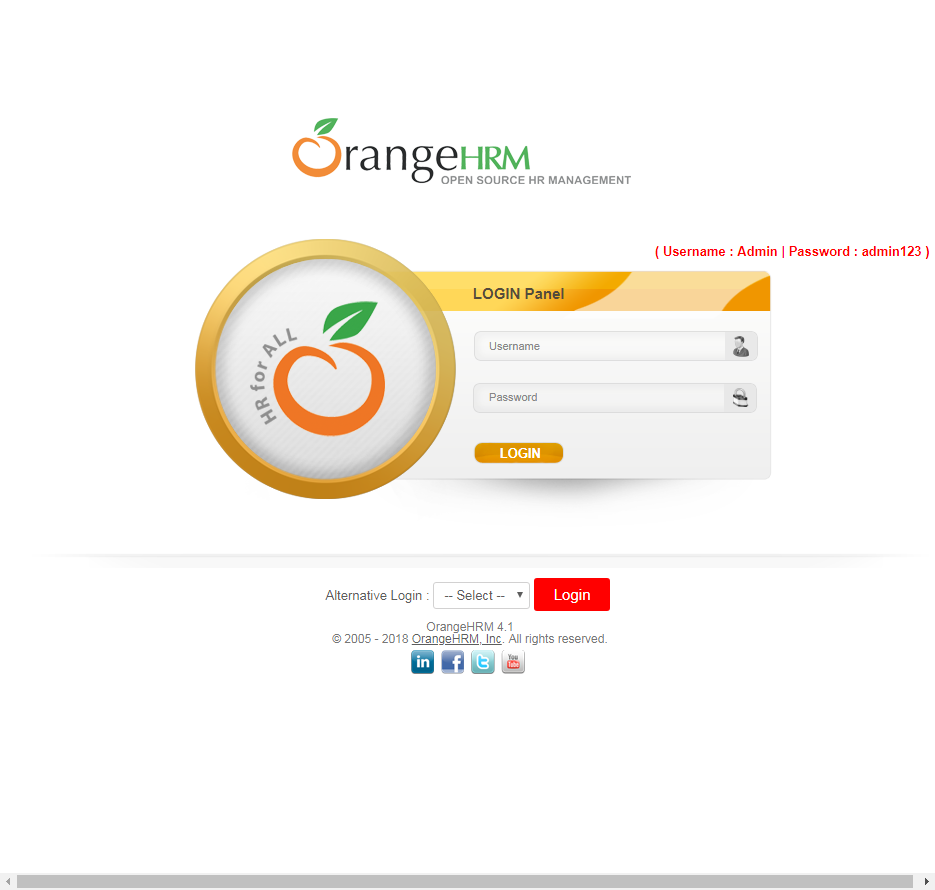 OrangeHRM
OPEN SOURCE HR MANAGEMENT
( Username : Admin | Password : admin123 )
LOGIN Panel
HR for ALL
Username
Password
LOGIN
Alternative Login : -- Select -- Login
OrangeHRM 4.1
© 2005 - 2018 OrangeHRM, Inc. All rights reserved.
in f t You Tube